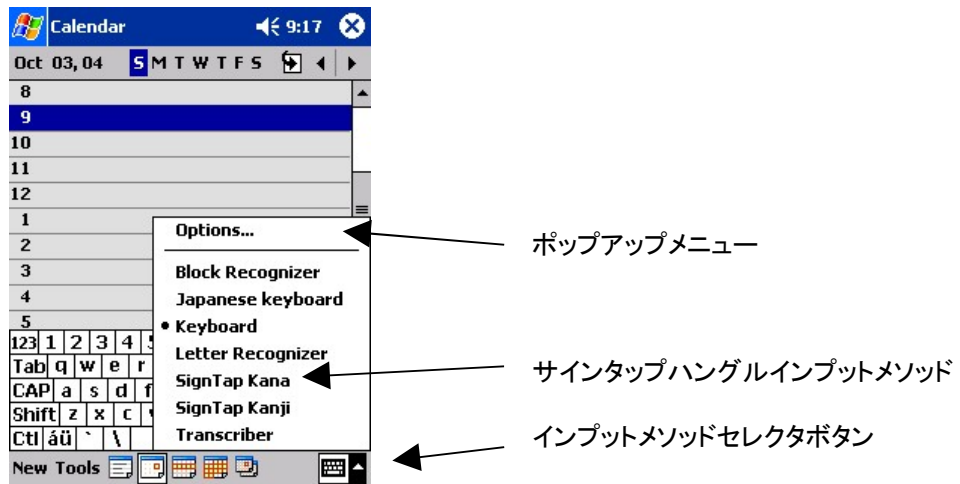 Calendar 9:17
Oct 03, 04 S M T W T F S
8
9
10
11
12
1
2
3
4
5
Options...
Block Recognizer
Japanese keyboard
Keyboard
Letter Recognizer
SignTap Kana
SignTap Kanji
Transcriber
123 1 2 3 4
Tab q w e r
CAP a s d f
Shift z x c
Ctl áü ` \
New Tools
ポップアップメニュー
サインタップハングルインプットメソッド
インプットメソッドセレクタボタン